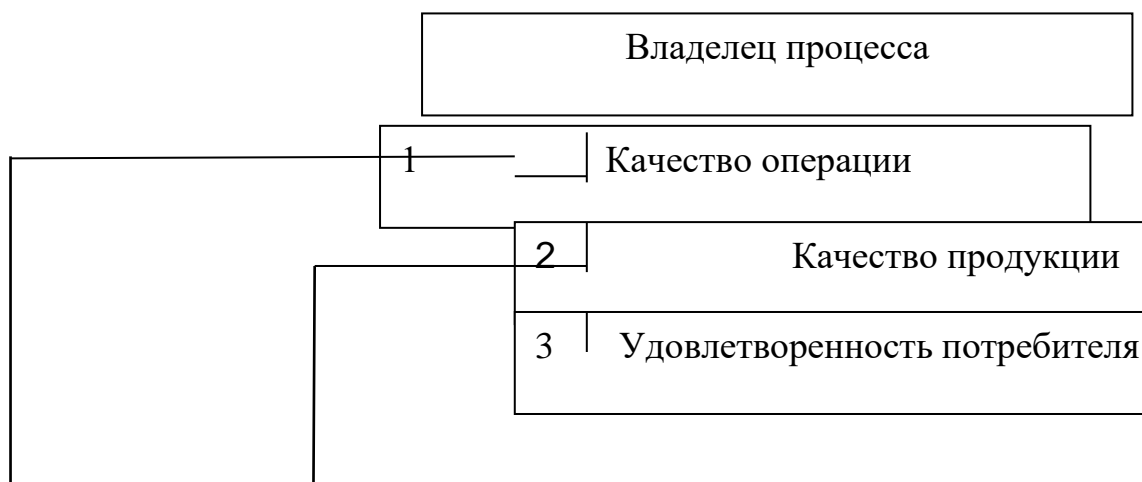 Владелец процесса
1 Качество операции
2 Качество продукции
3 Удовлетворенность потребителя